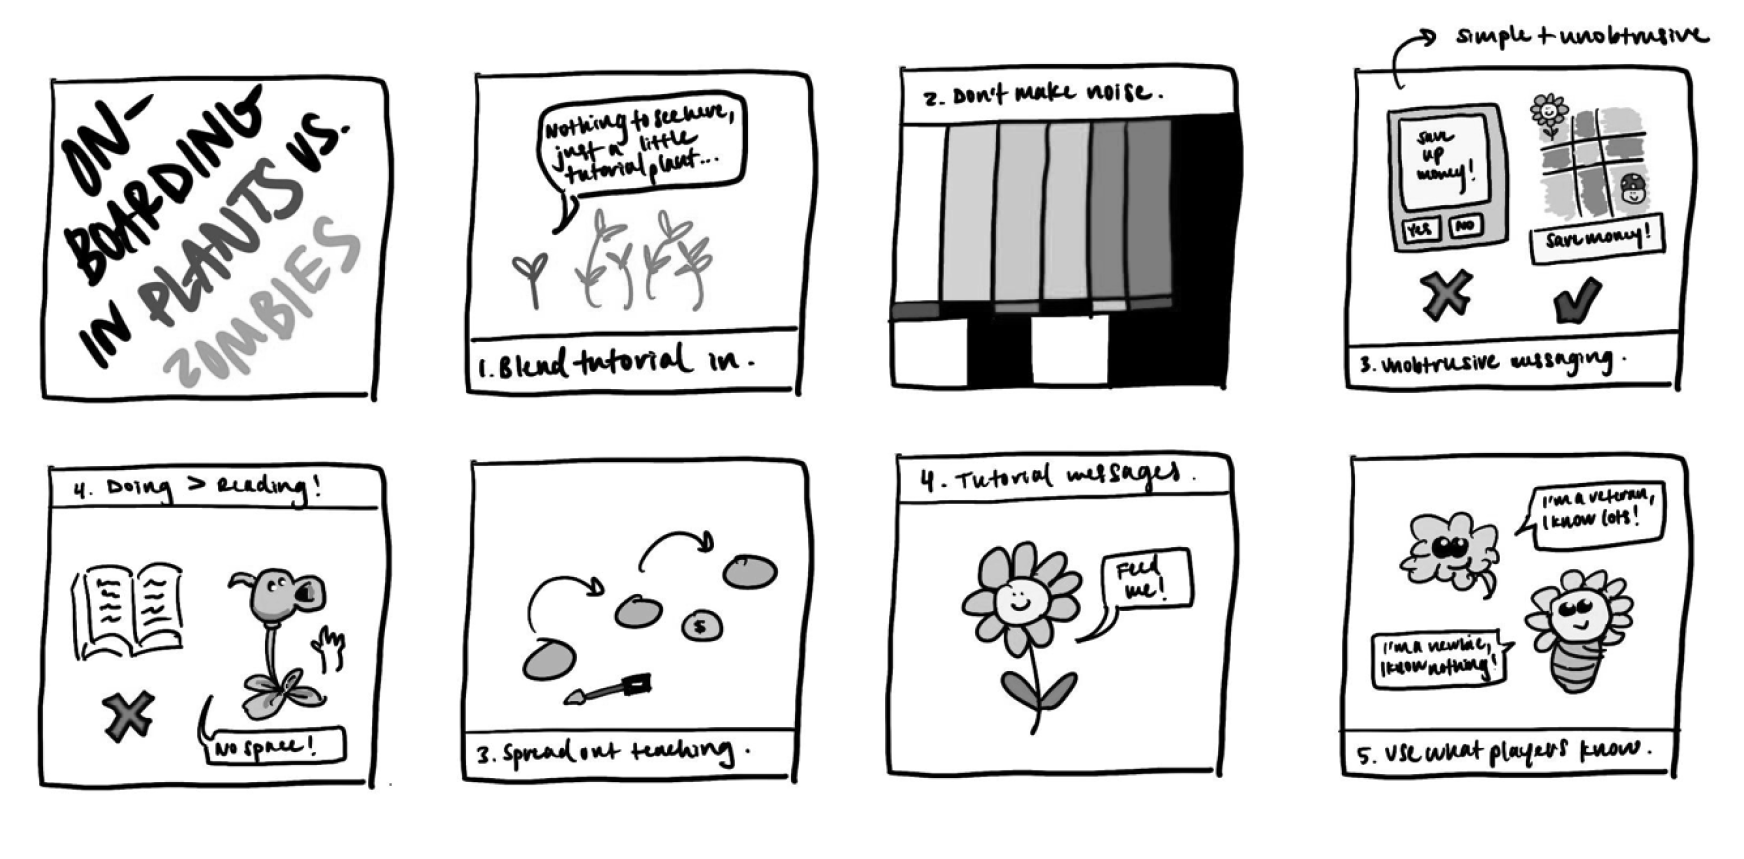 ON-
BOARDING
IN PLANTS VS.
ZOMBIES
Nothing to see here,
just a little
tutorial plant...
1. Blend tutorial in.
2. Don't make noise.
simple + unobtrusive
save
up
money!
YES
NO
Save money!
3. Unobtrusive messaging.
4. Doing > Reading!
No space!
$
3. Spread out teaching.
4. Tutorial messages.
Feed
me!
I'm a veteran,
I know lots!
I'm a newbie,
I know nothing!
5. Use what players know.